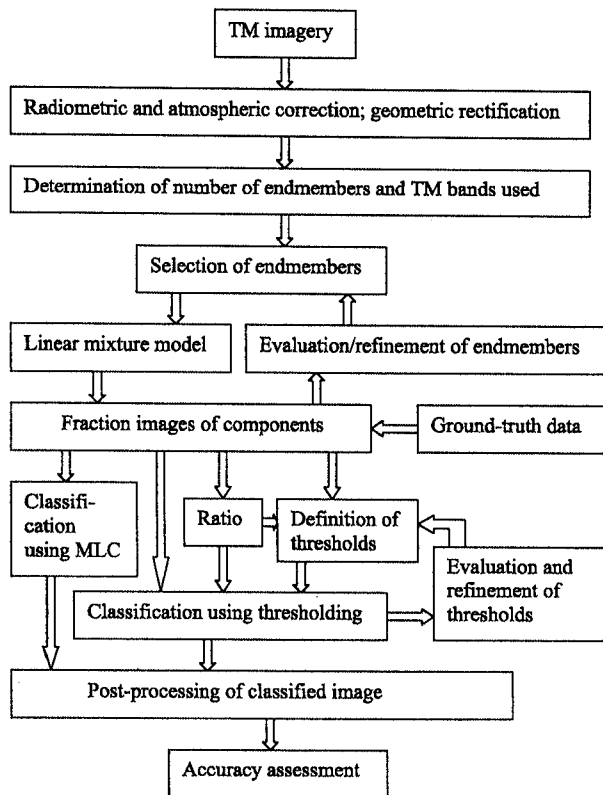 TM imagery
Radiometric and atmospheric correction; geometric rectification
Determination of number of endmembers and TM bands used
Selection of endmembers
Linear mixture model
Evaluation/refinement of endmembers
Fraction images of components
Ground-truth data
Classifi-
cation
using MLC
Ratio
Definition of
thresholds
Evaluation and
refinement of
thresholds
Classification using thresholding
Post-processing of classified image
Accuracy assessment